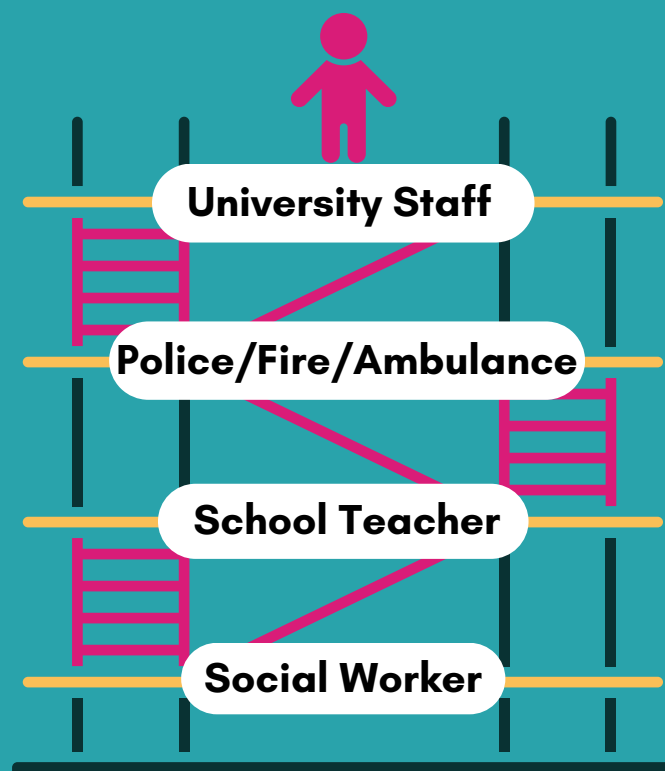 University Staff
Police/Fire/Ambulance
School Teacher
Social Worker